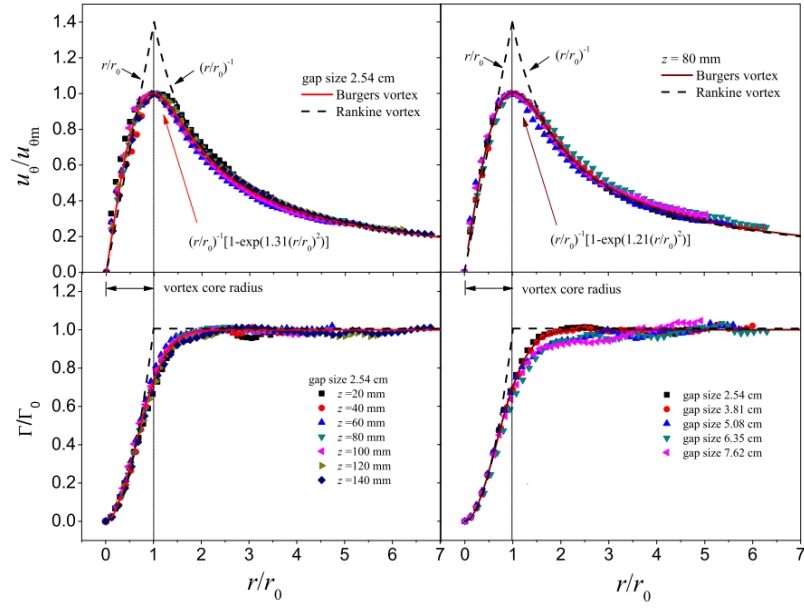 1.4
1.2
1.0
0.8
0.6
0.4
0.2
0.0
u_θ/u_θm
r/r_0
(r/r_0)^-1
gap size 2.54 cm
Burgers vortex
Rankine vortex
(r/r_0)^-1[1-exp(1.31(r/r_0)^2)]
r/r_0
(r/r_0)^-1
z = 80 mm
Burgers vortex
Rankine vortex
(r/r_0)^-1[1-exp(1.21(r/r_0)^2)]
1.0
0.8
0.6
0.4
0.2
0.0
Γ/Γ_0
vortex core radius
gap size 2.54 cm
z =20 mm
z =40 mm
z =60 mm
z =80 mm
z =100 mm
z =120 mm
z =140 mm
0 1 2 3 4 5 6 7
r/r_0
vortex core radius
gap size 2.54 cm
gap size 3.81 cm
gap size 5.08 cm
gap size 6.35 cm
gap size 7.62 cm
0 1 2 3 4 5 6 7
r/r_0